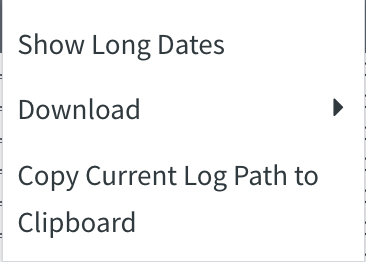 Show Long Dates
Download
Copy Current Log Path to
Clipboard